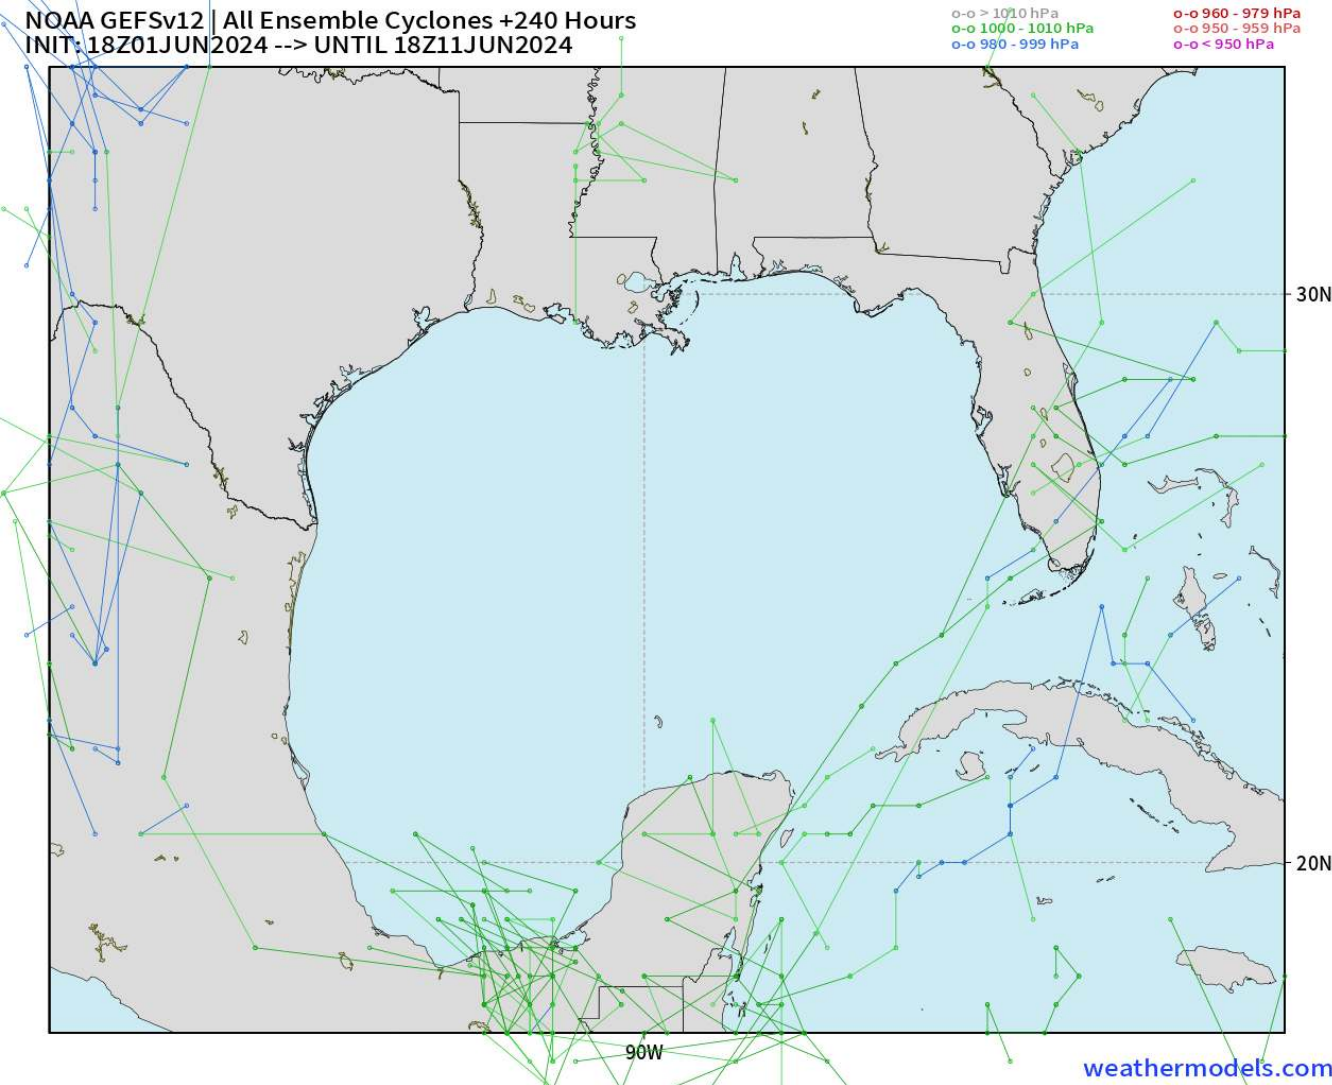 NOAA GEFSv12 | All Ensemble Cyclones +240 Hours
INIT: 18Z01JUN2024 --> UNTIL 18Z11JUN2024
o-o > 1010 hPa
o-o 1000 - 1010 hPa
o-o 980 - 999 hPa
o-o 960 - 979 hPa
o-o 950 - 959 hPa
o-o < 950 hPa
30N
20N
90W
weathermodels.com